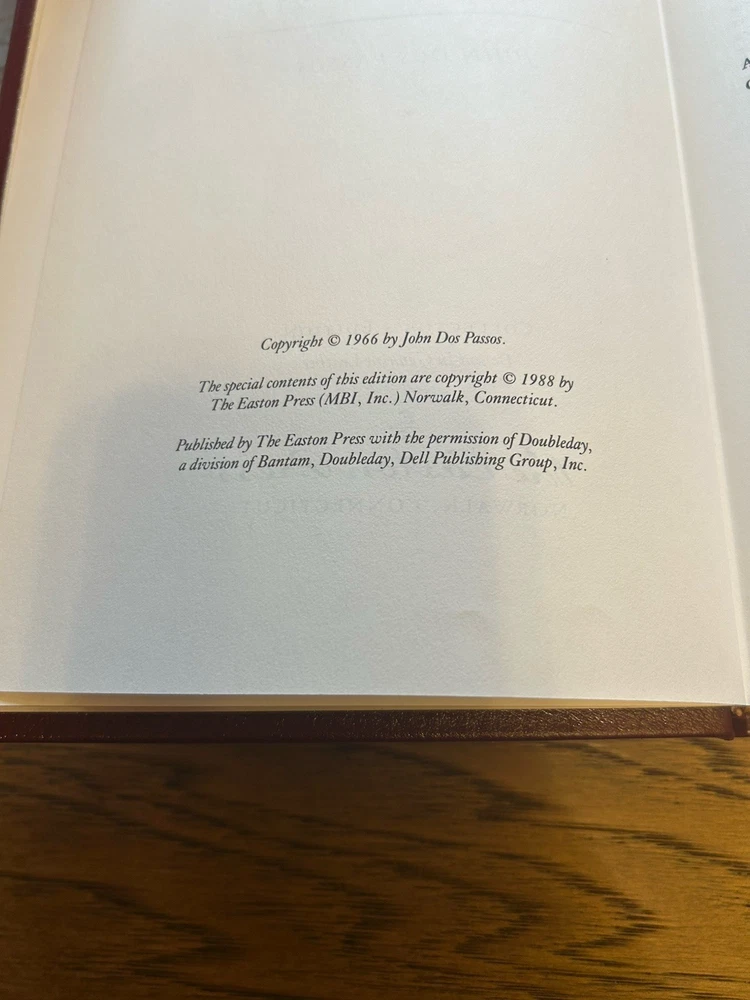 Copyright © 1966 by John Dos Passos.
The special contents of this edition are copyright © 1988 by
The Easton Press (MBI, Inc.) Norwalk, Connecticut.
Published by The Easton Press with the permission of Doubleday,
a division of Bantam, Doubleday, Dell Publishing Group, Inc.